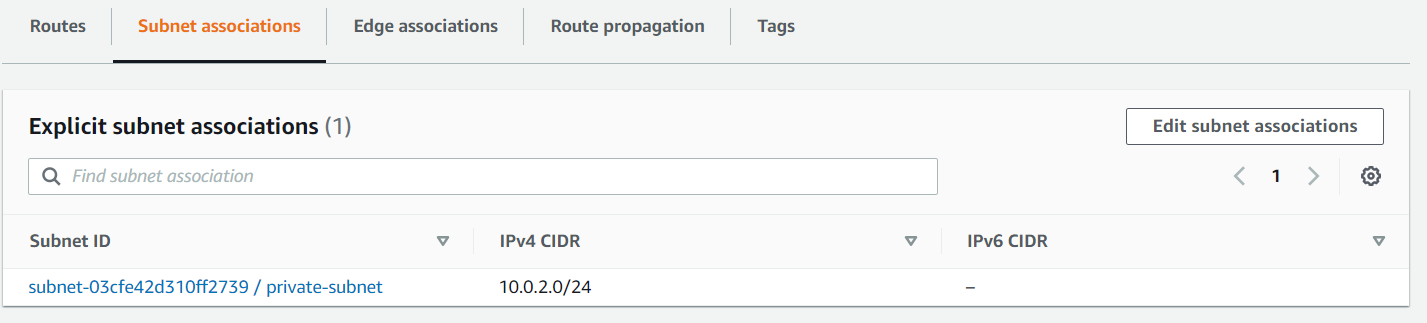 Routes Subnet associations Edge associations Route propagation Tags
Explicit subnet associations (1) Edit subnet associations
Find subnet association 1
Subnet ID IPv4 CIDR IPv6 CIDR
subnet-03cfe42d310ff2739 / private-subnet 10.0.2.0/24 –